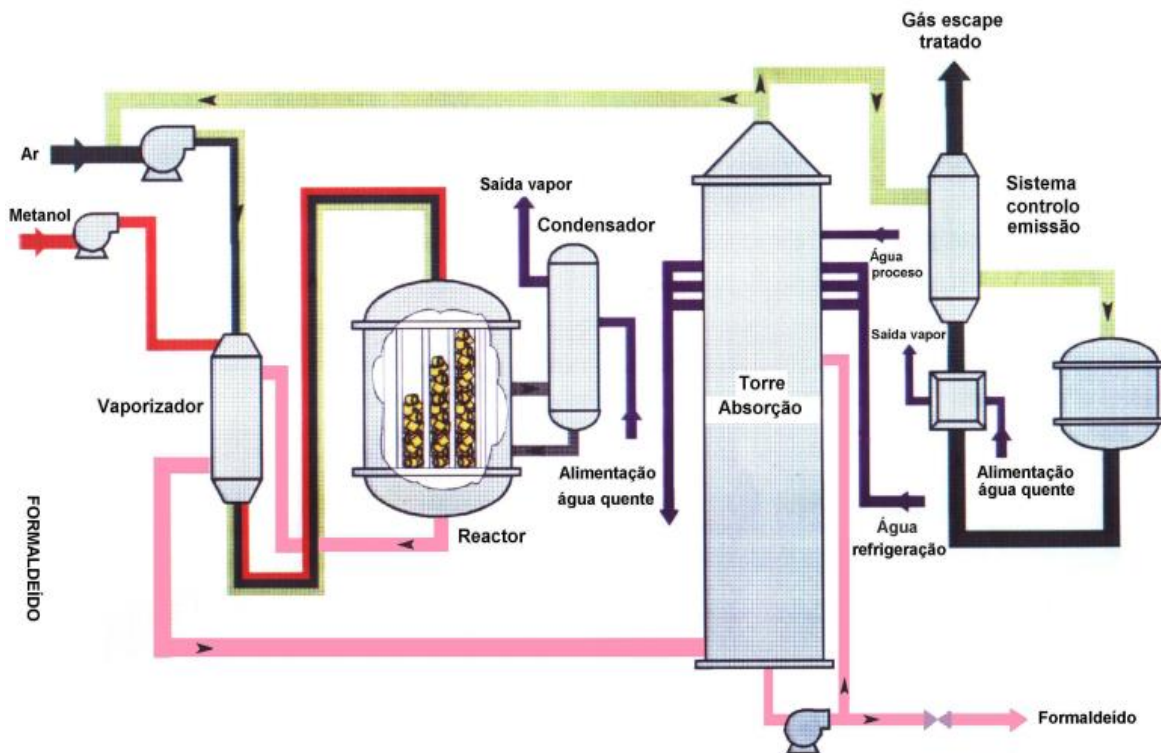 Gás escape
tratado
Ar
Metanol
Saída vapor
Condensador
Sistema
controlo
emissão
Água
proceso
Saída vapor
Vaporizador
Torre
Absorção
Alimentação
água quente
Alimentação
água quente
Reactor
Água
refrigeração
FORMALDEÍDO
Formaldeído